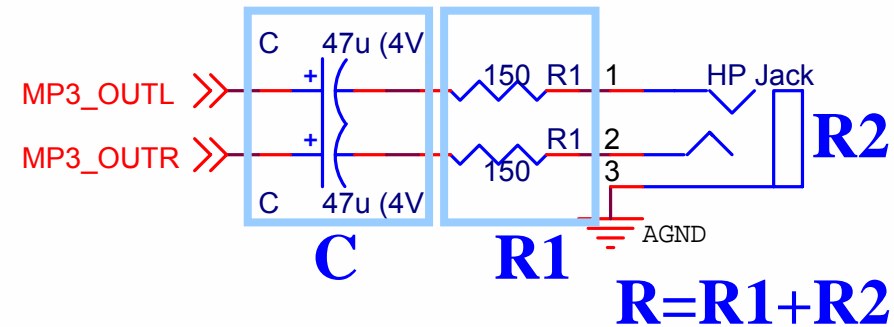 C 47u (4V
+ 150 R1 1 HP Jack
MP3_OUTL
+ R1 2 R2
MP3_OUTR 150 3
C 47u (4V
AGND
C R1
R=R1+R2